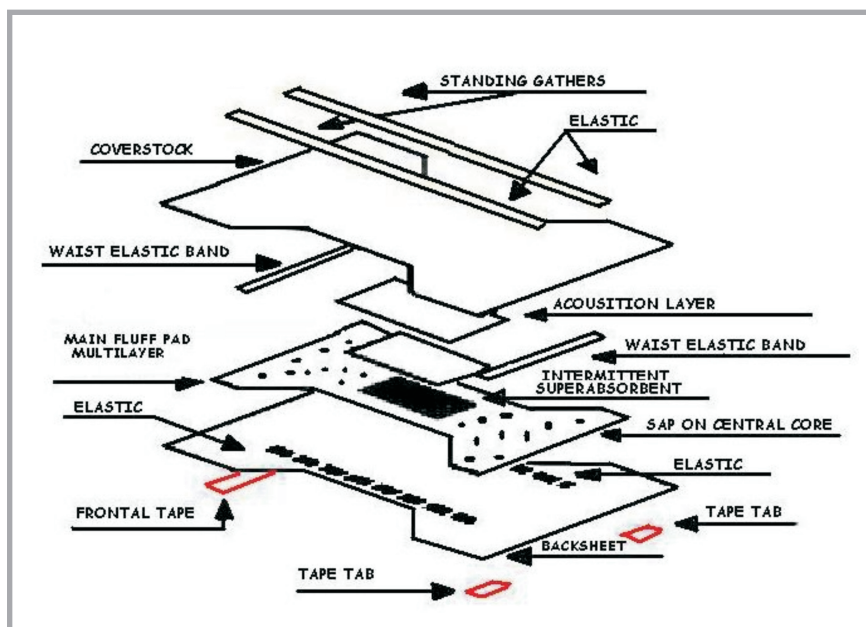 STANDING GATHERS
ELASTIC
COVERSTOCK
WAIST ELASTIC BAND
ACOUSITION LAYER
MAIN FLUFF PAD
MULTILAYER
WAIST ELASTIC BAND
INTERMITTENT
SUPERABSORBENT
ELASTIC
SAP ON CENTRAL CORE
ELASTIC
FRONTAL TAPE
TAPE TAB
BACKSHEET
TAPE TAB